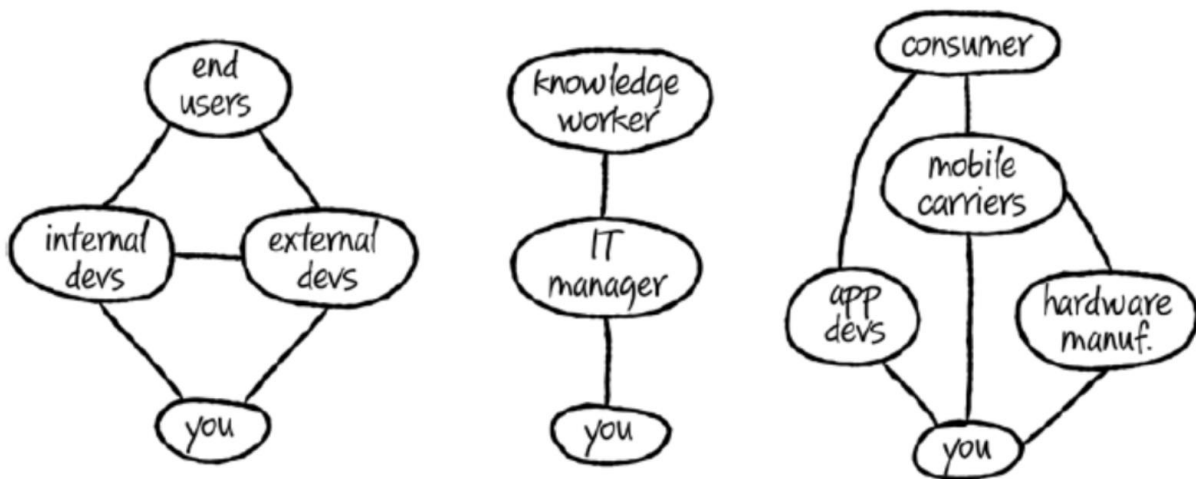 end
users
internal
devs
external
devs
you
knowledge
worker
IT
manager
you
consumer
mobile
carriers
app
devs
hardware
manuf.
you